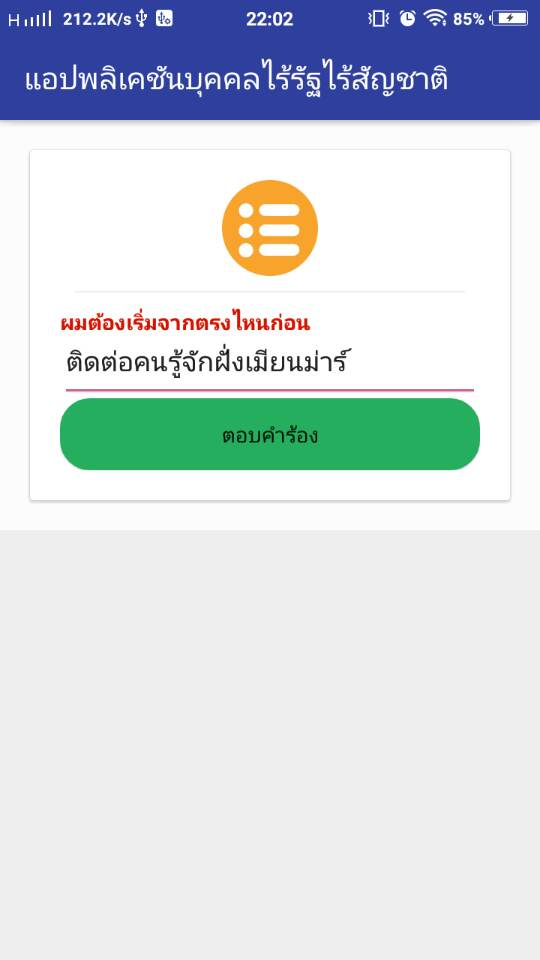 H 212.2K/s 22:02 85%
แอปพลิเคชันบุคคลไร้รัฐไร้สัญชาติ
ผมต้องเริ่มจากตรงไหนก่อน
ติดต่อคนรู้จักฝั่งเมียนม่าร์
ตอบคำร้อง